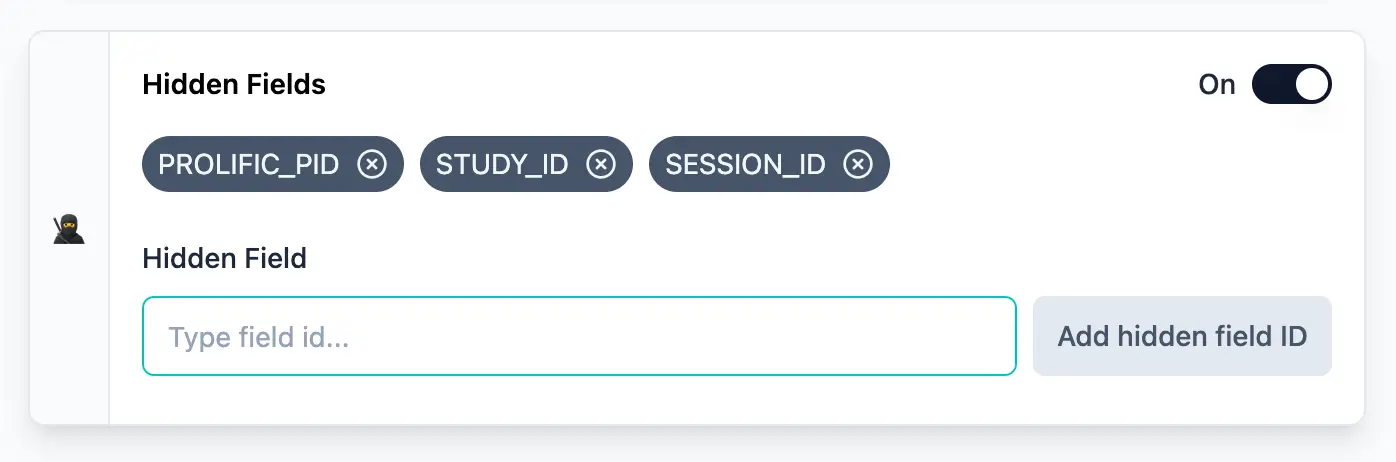 Hidden Fields
On
PROLIFIC_PID
STUDY_ID
SESSION_ID
Hidden Field
Type field id...
Add hidden field ID